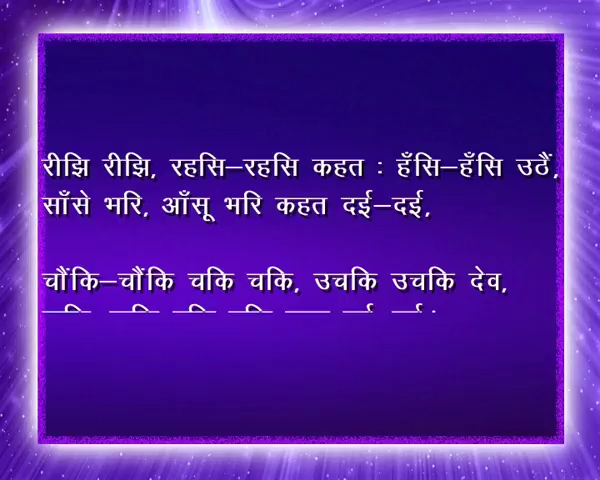 रीझि रीझि, रहसि–रहसि कहत : हँसि–हँसि उठैं,
साँसे भरि, आँसू भरि कहत दई–दई,
चौंकि–चौंकि चकि चकि, उचकि उचकि देव,